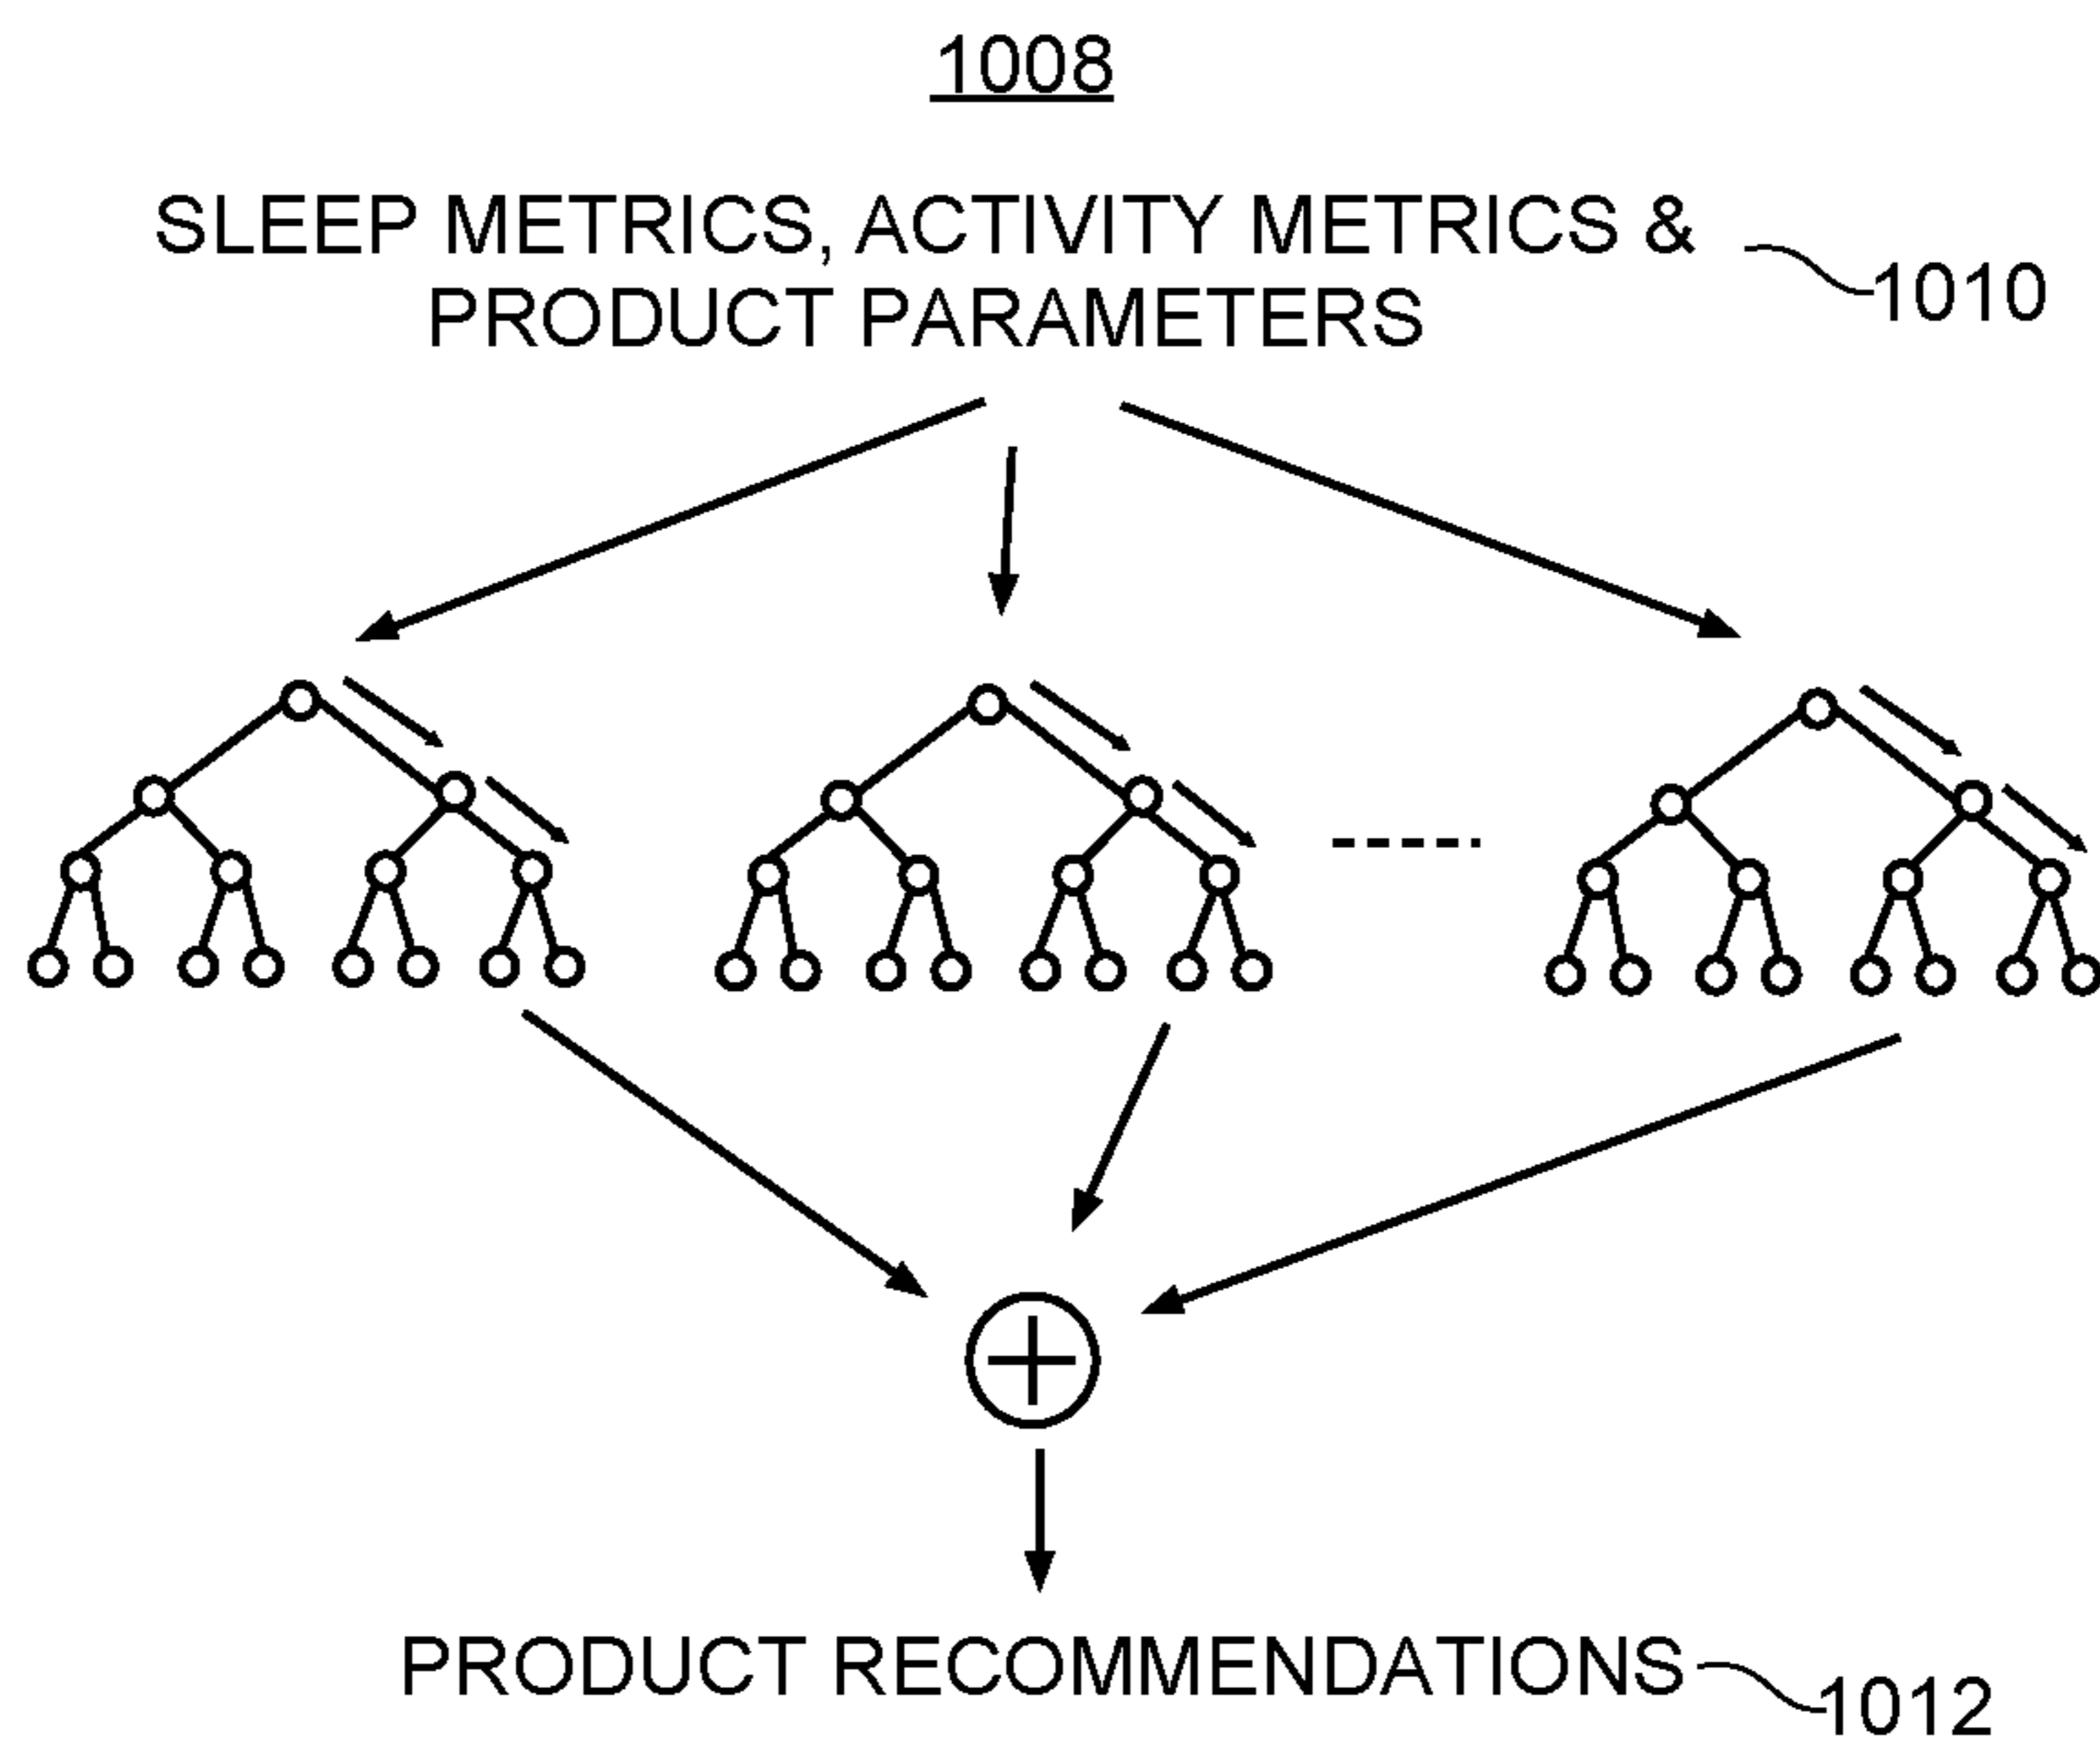 1008
SLEEP METRICS, ACTIVITY METRICS &
PRODUCT PARAMETERS
1010
PRODUCT RECOMMENDATIONS
1012